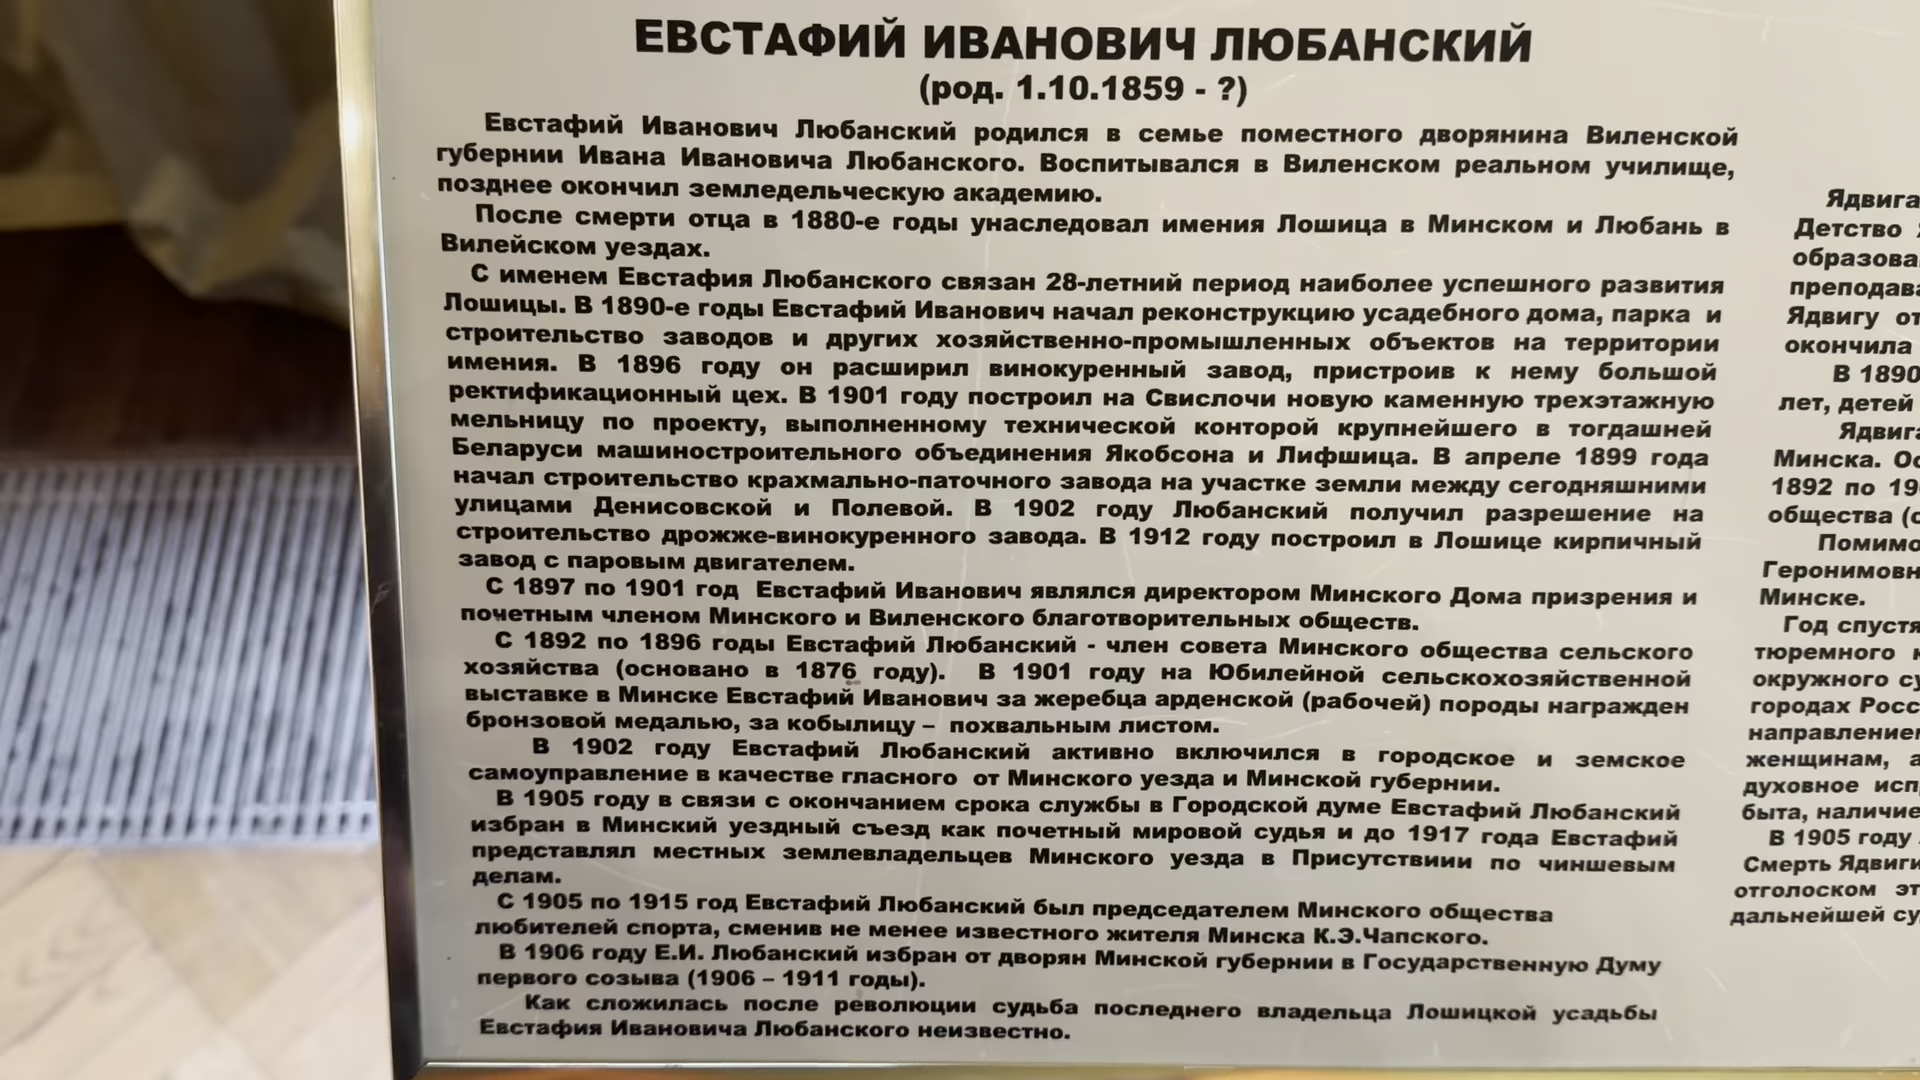 ЕВСТАФИЙ ИВАНОВИЧ ЛЮБАНСКИЙ
(род. 1.10.1859 - ?)
Евстафий Иванович Любанский родился в семье поместного дворянина Виленской
губернии Ивана Ивановича Любанского. Воспитывался в Виленском реальном училище,
позднее окончил земледельческую академию.
После смерти отца в 1880-е годы унаследовал имения Лошица в Минском и Любань в
Вилейском уездах.
С именем Евстафия Любанского связан 28-летний период наиболее успешного развития
Лошицы. В 1890-е годы Евстафий Иванович начал реконструкцию усадебного дома, парка и
строительство заводов и других хозяйственно-промышленных объектов на территории
имения. В 1896 году он расширил винокуренный завод, пристроив к нему большой
ректификационный цех. В 1901 году построил на Свислочи новую каменную трехэтажную
мельницу по проекту, выполненному технической конторой крупнейшего в тогдашней
Беларуси машиностроительного объединения Якобсона и Лифшица. В апреле 1899 года
начал строительство крахмально-паточного завода на участке земли между сегодняшними
улицами Денисовской и Полевой. В 1902 году Любанский получил разрешение на
строительство дрожже-винокуренного завода. В 1912 году построил в Лошице кирпичный
завод с паровым двигателем.
С 1897 по 1901 год Евстафий Иванович являлся директором Минского Дома призрения и
почетным членом Минского и Виленского благотворительных обществ.
С 1892 по 1896 годы Евстафий Любанский - член совета Минского общества сельского
хозяйства (основано в 1876 году). В 1901 году на Юбилейной сельскохозяйственной
выставке в Минске Евстафий Иванович за жеребца арденской (рабочей) породы награжден
бронзовой медалью, за кобылицу – похвальным листом.
В 1902 году Евстафий Любанский активно включился в городское и земское
самоуправление в качестве гласного от Минского уезда и Минской губернии.
В 1905 году в связи с окончанием срока службы в Городской думе Евстафий Любанский
избран в Минский уездный съезд как почетный мировой судья и до 1917 года Евстафий
представлял местных землевладельцев Минского уезда в Присутствиии по чиншевым
делам.
С 1905 по 1915 год Евстафий Любанский был председателем Минского общества
любителей спорта, сменив не менее известного жителя Минска К.Э.Чапского.
В 1906 году Е.И. Любанский избран от дворян Минской губернии в Государственную Думу
первого созыва (1906 – 1911 годы).
Как сложилась после революции судьба последнего владельца Лошицкой усадьбы
Евстафия Ивановича Любанского неизвестно.
Ядвига
Детство
образова
преподава
Ядвигу от
окончила
В 1890
лет, детей
Ядвига
Минска. Ос
1892 по 19
общества (с
Помимо
Геронимовн
Минске.
Год спустя
тюремного
окружного су
городах Росс
направлением
женщинам, а
духовное исп
быта, наличие
В 1905 году
Смерть Ядвиги
отголоском эт
дальнейшей су